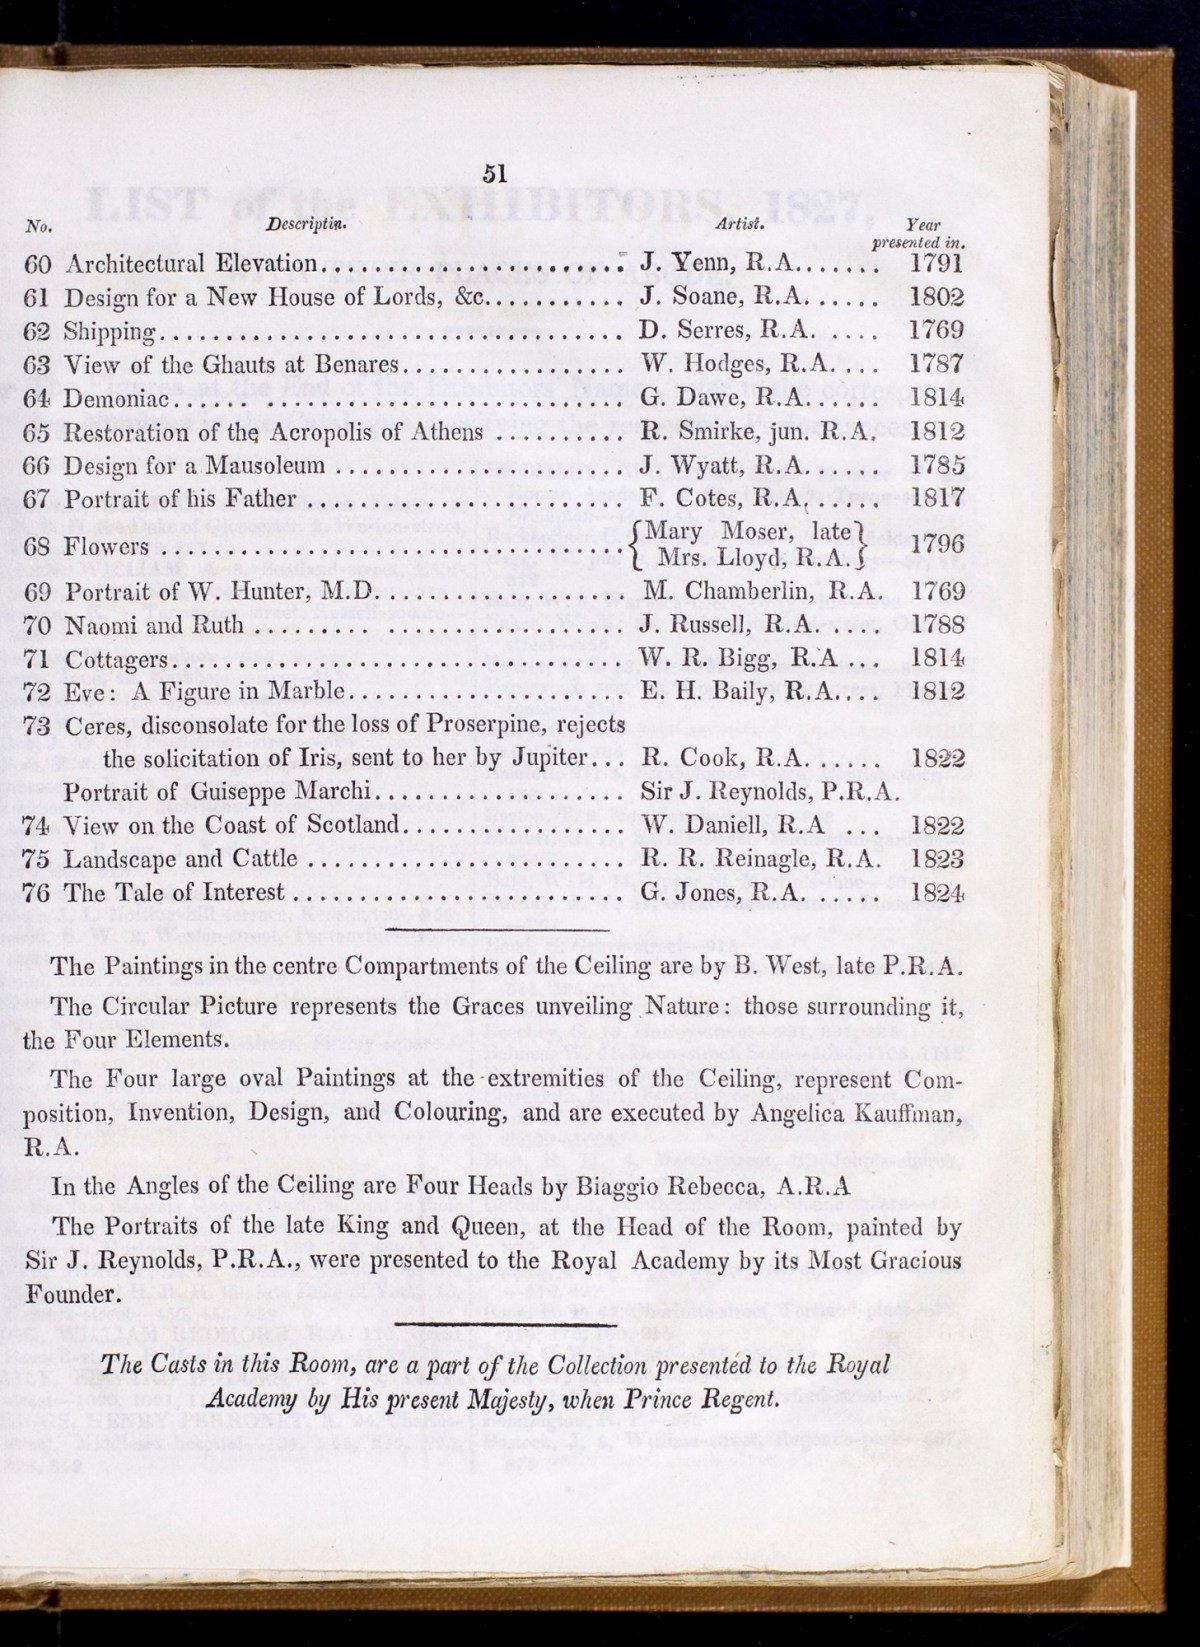 51
No. Descriptin. Artist. Year
presented in.
60 Architectural Elevation........................ J. Yenn, R.A....... 1791
61 Design for a New House of Lords, &c........... J. Soane, R.A....... 1802
62 Shipping.................................... D. Serres, R.A. .... 1769
63 View of the Ghauts at Benares................. W. Hodges, R.A.... 1787
64 Demoniac................................... G. Dawe, R.A...... 1814
65 Restoration of the Acropolis of Athens .......... R. Smirke, jun. R.A. 1812
66 Design for a Mausoleum ...................... J. Wyatt, R.A...... 1785
67 Portrait of his Father ......................... F. Cotes, R.A...... 1817
68 Flowers .................................... {Mary Moser, late Mrs. Lloyd, R.A.} 1796
69 Portrait of W. Hunter, M.D................... M. Chamberlin, R.A. 1769
70 Naomi and Ruth ............................ J. Russell, R.A. .... 1788
71 Cottagers................................... W. R. Bigg, R.A ... 1814
72 Eve: A Figure in Marble..................... E. H. Baily, R.A.... 1812
73 Ceres, disconsolate for the loss of Proserpine, rejects
the solicitation of Iris, sent to her by Jupiter... R. Cook, R.A. ..... 1822
Portrait of Guiseppe Marchi................... Sir J. Reynolds, P.R.A.
74 View on the Coast of Scotland................. W. Daniell, R.A ... 1822
75 Landscape and Cattle ........................ R. R. Reinagle, R.A. 1823
76 The Tale of Interest ......................... G. Jones, R.A. ..... 1824
The Paintings in the centre Compartments of the Ceiling are by B. West, late P.R.A.
The Circular Picture represents the Graces unveiling Nature: those surrounding it,
the Four Elements.
The Four large oval Paintings at the extremities of the Ceiling, represent Com-
position, Invention, Design, and Colouring, and are executed by Angelica Kauffman,
R.A.
In the Angles of the Ceiling are Four Heads by Biaggio Rebecca, A.R.A
The Portraits of the late King and Queen, at the Head of the Room, painted by
Sir J. Reynolds, P.R.A., were presented to the Royal Academy by its Most Gracious
Founder.
The Casts in this Room, are a part of the Collection presented to the Royal
Academy by His present Majesty, when Prince Regent.